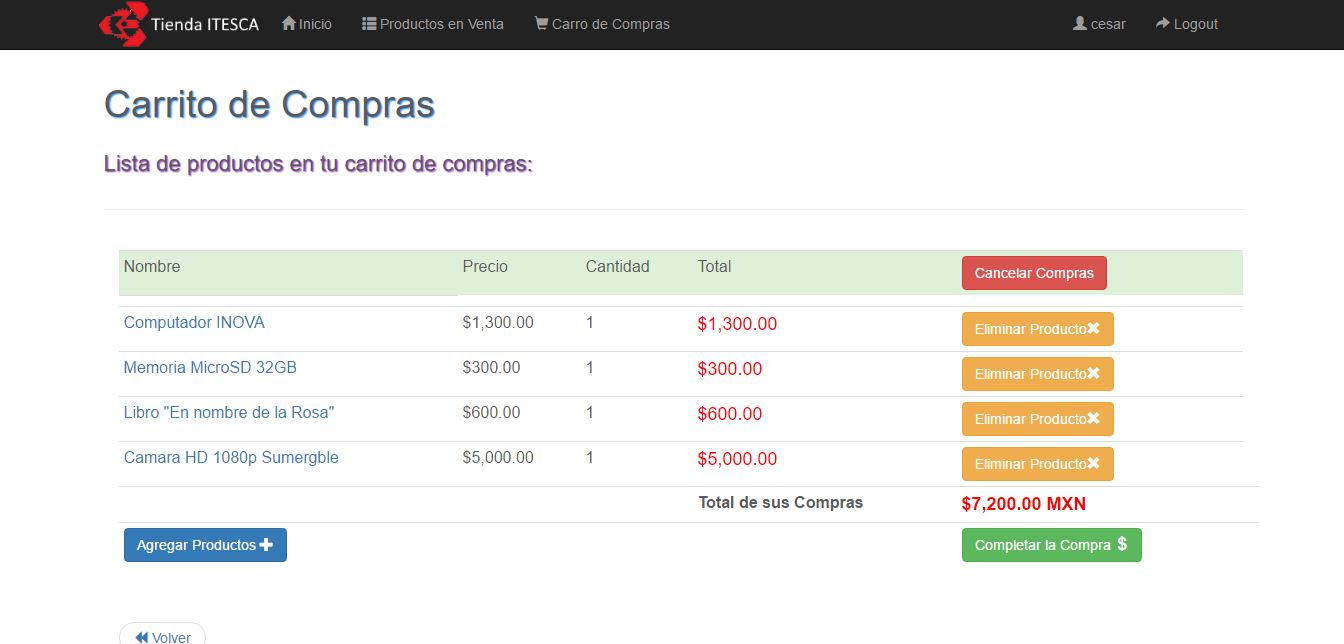 Tienda ITESCA Inicio Productos en Venta Carro de Compras cesar Logout
Carrito de Compras
Lista de productos en tu carrito de compras:
Nombre Precio Cantidad Total Cancelar Compras
Computador INOVA $1,300.00 1 $1,300.00 Eliminar Producto
Memoria MicroSD 32GB $300.00 1 $300.00 Eliminar Producto
Libro "En nombre de la Rosa" $600.00 1 $600.00 Eliminar Producto
Camara HD 1080p Sumergble $5,000.00 1 $5,000.00 Eliminar Producto
Total de sus Compras $7,200.00 MXN
Agregar Productos Completar la Compra $
Volver